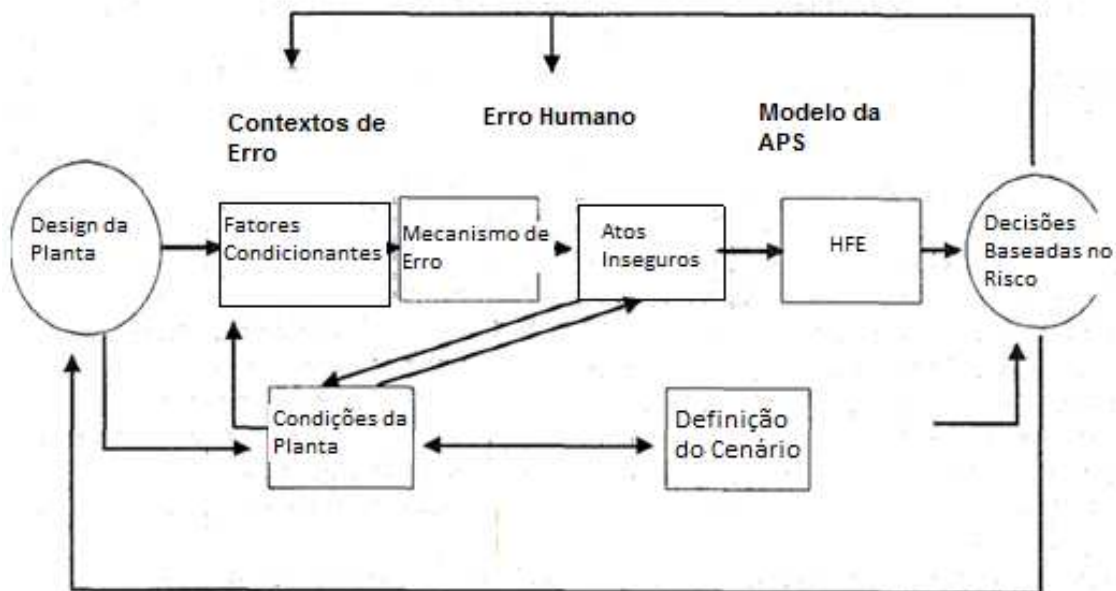 Contextos de
Erro
Erro Humano
Modelo da
APS
Design da
Planta
Fatores
Condicionantes
Mecanismo de
Erro
Atos
Inseguros
HFE
Decisões
Baseadas no
Risco
Condições da
Planta
Definição
do Cenário